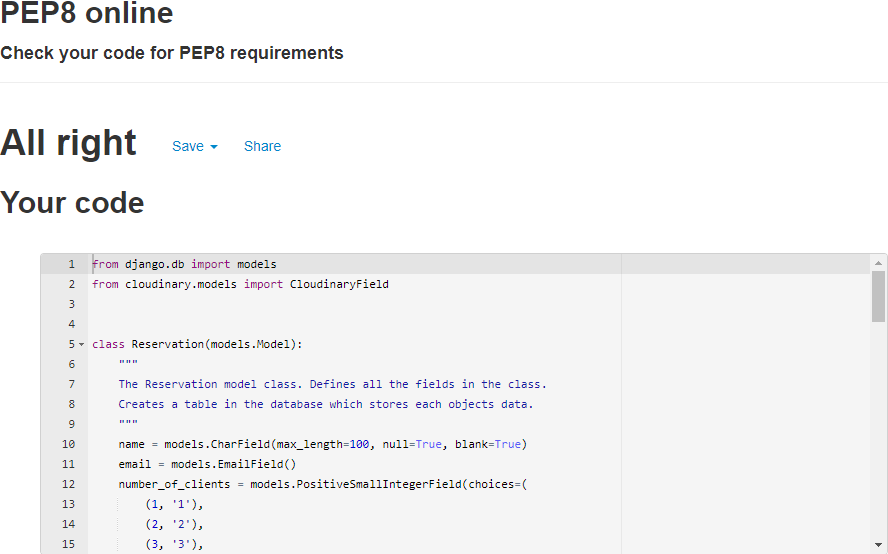 PEP8 online
Check your code for PEP8 requirements
All right Save Share
Your code
1 from django.db import models
2 from cloudinary.models import CloudinaryField
3
4
5 class Reservation(models.Model):
6 """
7 The Reservation model class. Defines all the fields in the class.
8 Creates a table in the database which stores each objects data.
9 """
10 name = models.CharField(max_length=100, null=True, blank=True)
11 email = models.EmailField()
12 number_of_clients = models.PositiveSmallIntegerField(choices=(
13 (1, '1'),
14 (2, '2'),
15 (3, '3'),